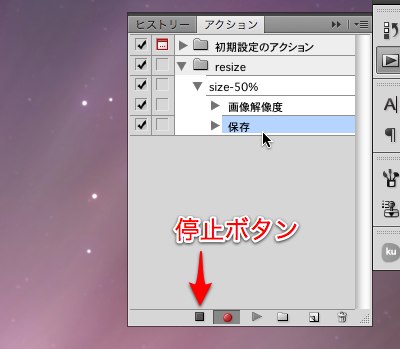 ヒストリー アクション
初期設定のアクション
resize
size-50%
画像解像度
保存
停止ボタン
A
ku